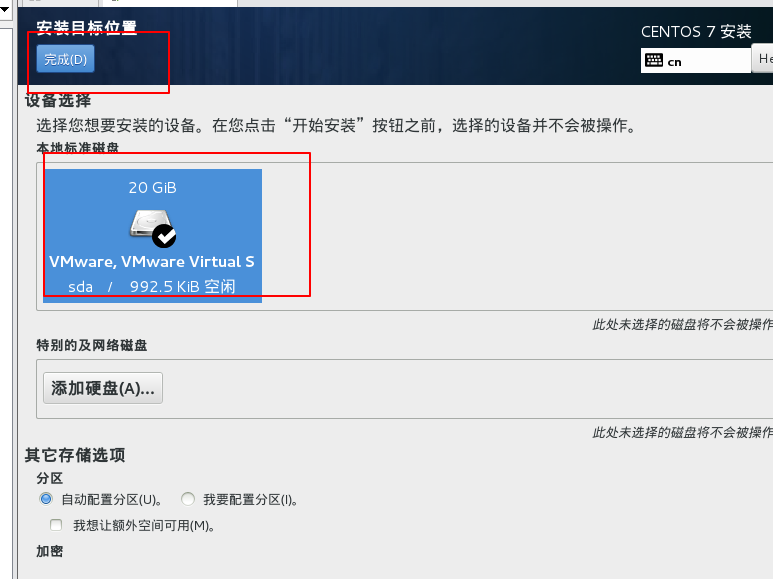 安装目标位置
CENTOS 7 安装
完成(D)
cn
He
设备选择
选择您想要安装的设备。在您点击“开始安装”按钮之前，选择的设备并不会被操作。
本地标准磁盘
20 GiB
VMware, VMware Virtual S
sda / 992.5 KiB 空闲
此处未选择的磁盘将不会被操作
特别的及网络磁盘
添加硬盘(A)...
此处未选择的磁盘将不会被操作
其它存储选项
分区
自动配置分区(U)。 我要配置分区(I)。
我想让额外空间可用(M)。
加密